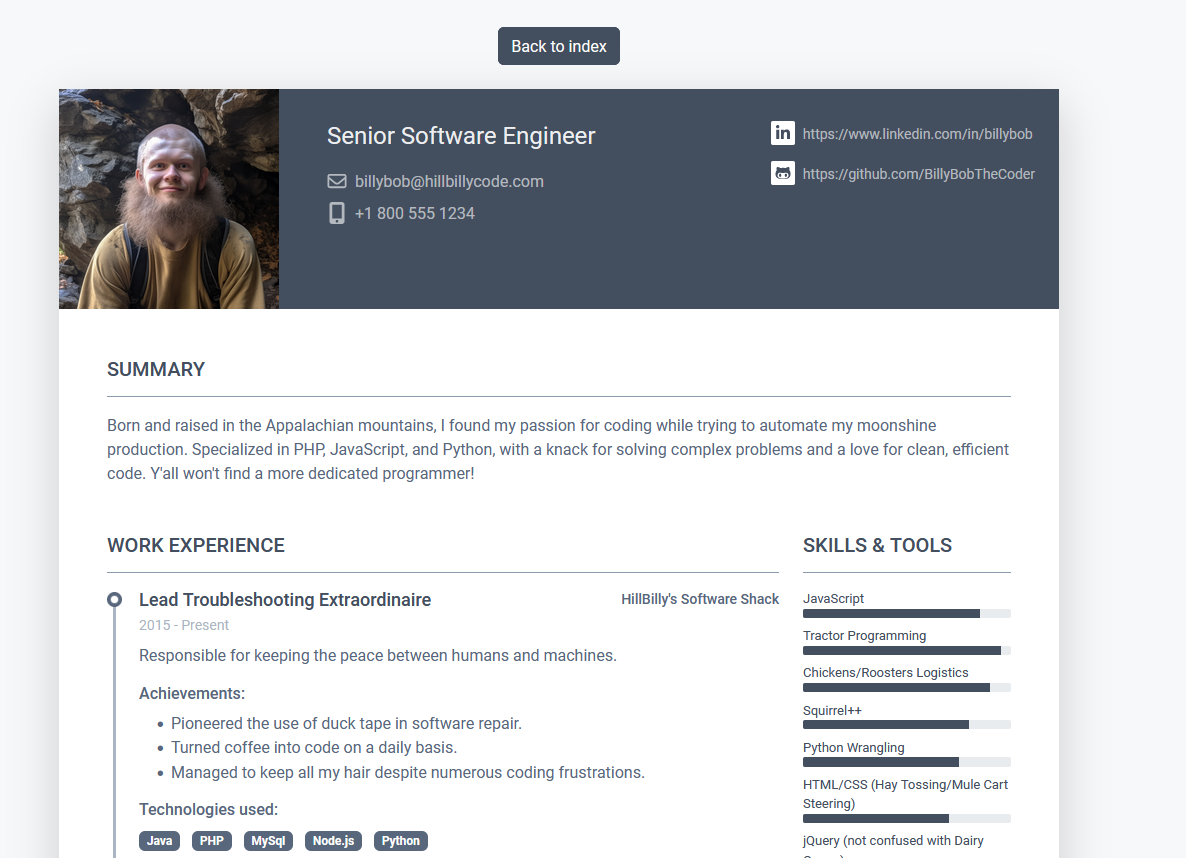 Back to index
Senior Software Engineer
billybob@hillbillycode.com
+1 800 555 1234
in https://www.linkedin.com/in/billybob
https://github.com/BillyBobTheCoder
SUMMARY
Born and raised in the Appalachian mountains, I found my passion for coding while trying to automate my moonshine
production. Specialized in PHP, JavaScript, and Python, with a knack for solving complex problems and a love for clean, efficient
code. Y'all won't find a more dedicated programmer!
WORK EXPERIENCE
Lead Troubleshooting Extraordinaire
HillBilly's Software Shack
2015 - Present
Responsible for keeping the peace between humans and machines.
Achievements:
• Pioneered the use of duck tape in software repair.
• Turned coffee into code on a daily basis.
• Managed to keep all my hair despite numerous coding frustrations.
Technologies used:
Java PHP MySql Node.js Python
SKILLS & TOOLS
JavaScript
Tractor Programming
Chickens/Roosters Logistics
Squirrel++
Python Wrangling
HTML/CSS (Hay Tossing/Mule Cart
Steering)
jQuery (not confused with Dairy